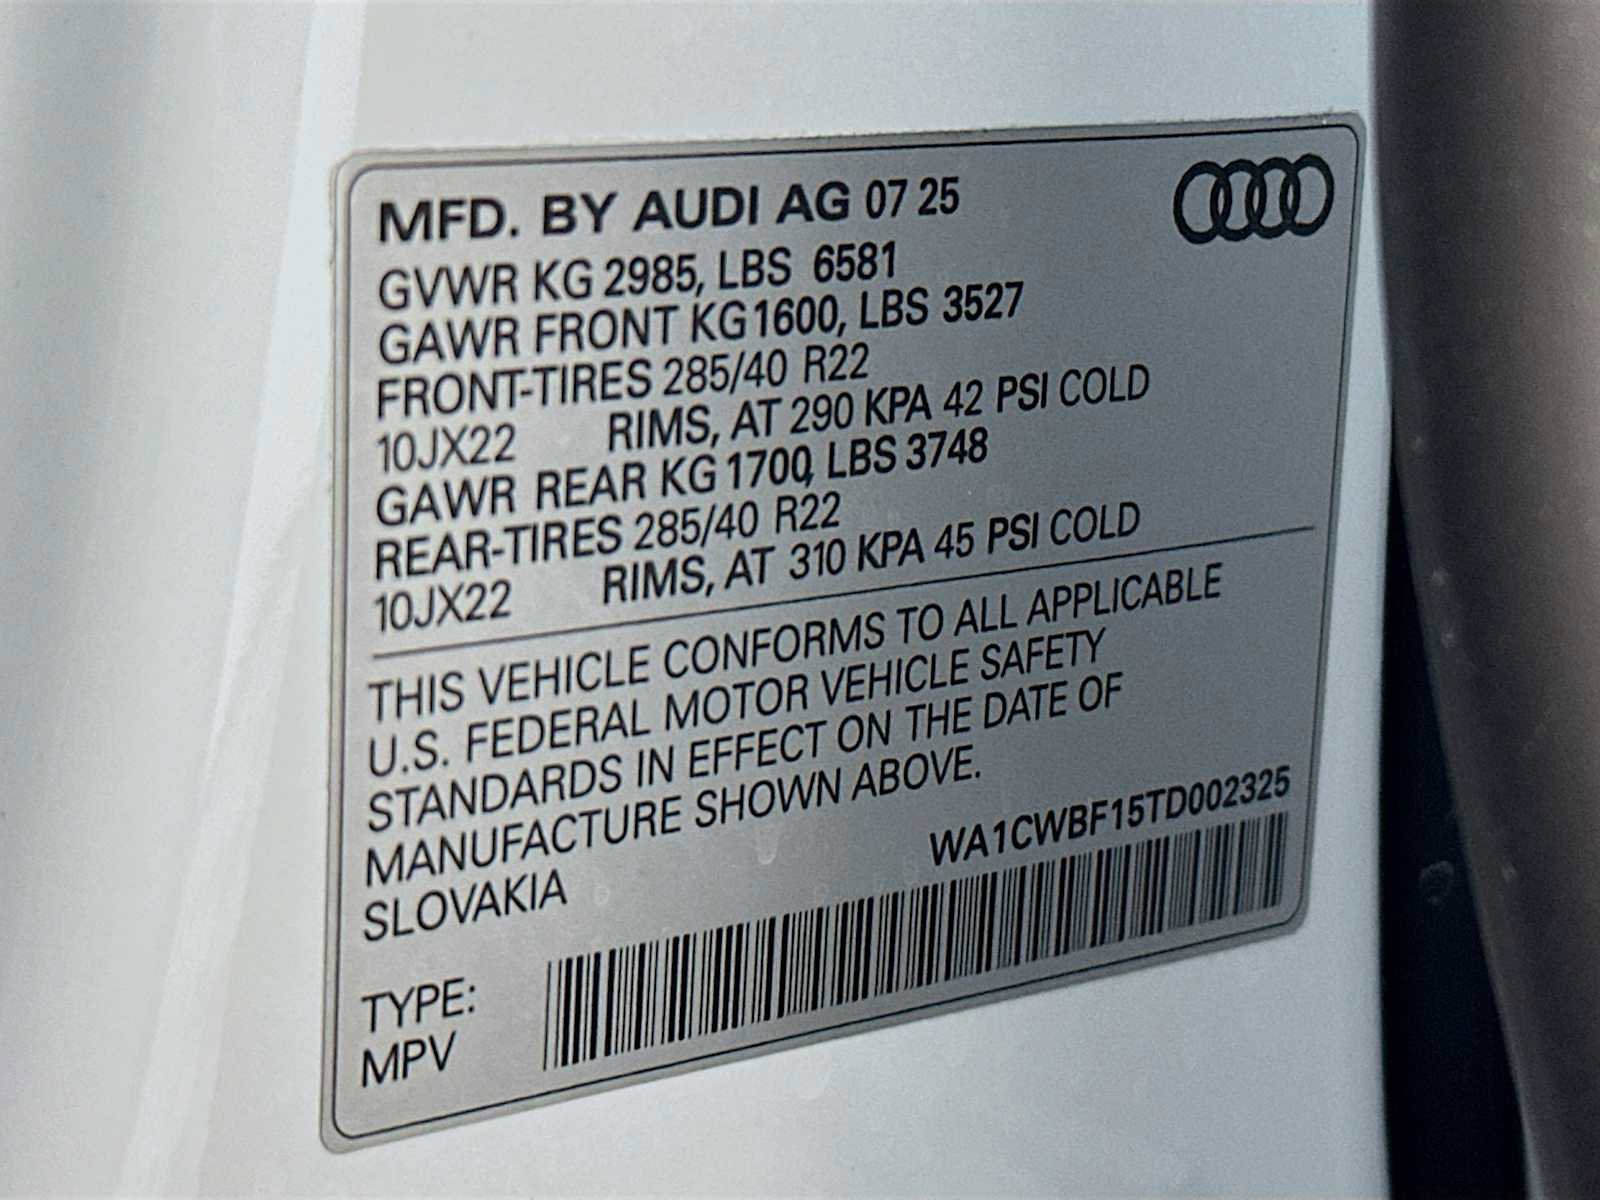 MFD. BY AUDI AG 07 25
GVWR KG 2985, LBS 6581
GAWR FRONT KG 1600, LBS 3527
FRONT-TIRES 285/40 R22
10JX22 RIMS, AT 290 KPA 42 PSI COLD
GAWR REAR KG 1700, LBS 3748
REAR-TIRES 285/40 R22
10JX22 RIMS, AT 310 KPA 45 PSI COLD
THIS VEHICLE CONFORMS TO ALL APPLICABLE
U.S. FEDERAL MOTOR VEHICLE SAFETY
STANDARDS IN EFFECT ON THE DATE OF
MANUFACTURE SHOWN ABOVE.
SLOVAKIA
WA1CWBF15TD002325
TYPE:
MPV